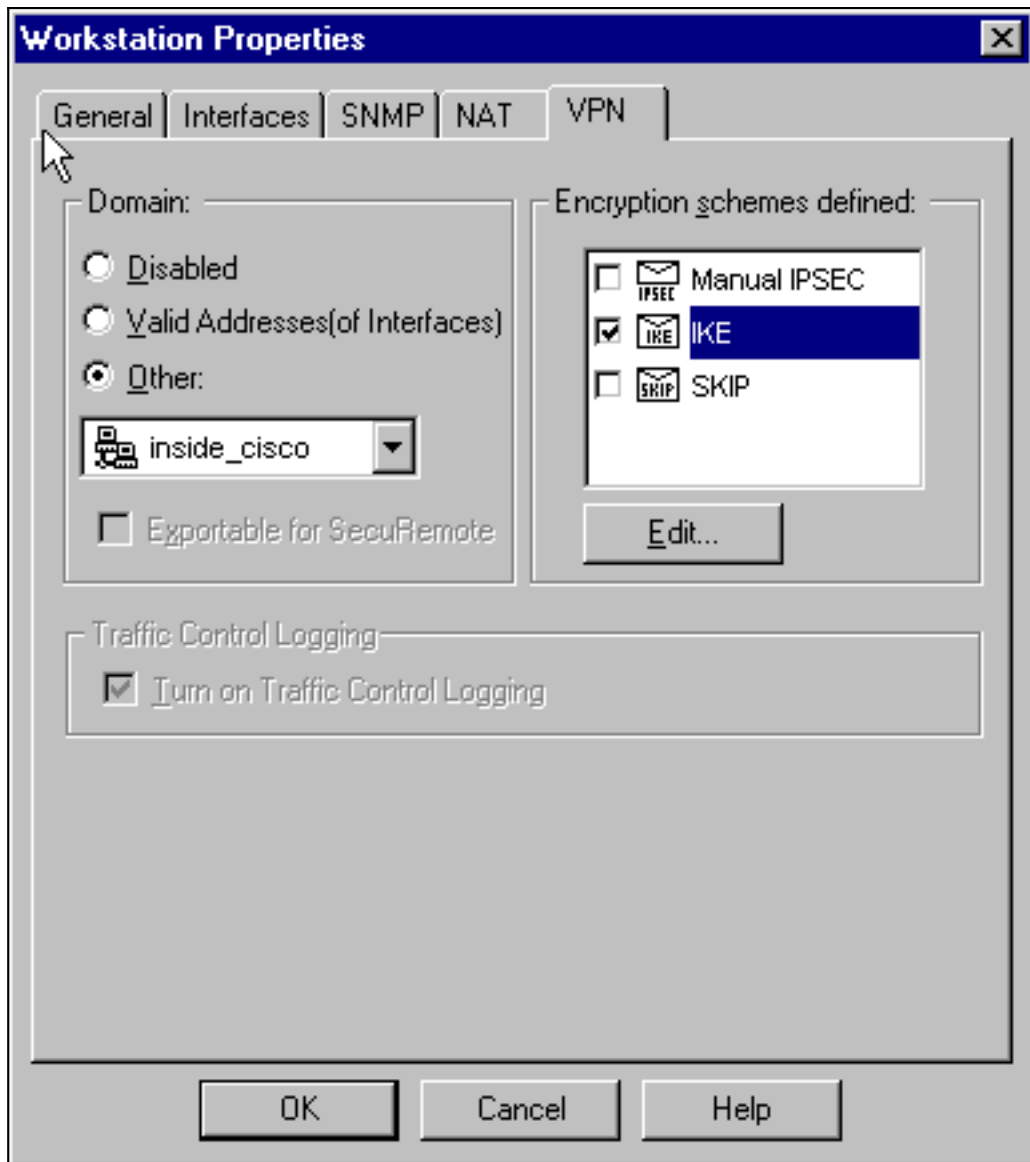 Workstation Properties
General Interfaces SNMP NAT VPN
Domain:
Disabled
Valid Addresses(of Interfaces)
Other:
inside_cisco
Exportable for SecuRemote
Encryption schemes defined:
IPSEC Manual IPSEC
IKE IKE
SKIP SKIP
Edit...
Traffic Control Logging
Turn on Traffic Control Logging
OK Cancel Help